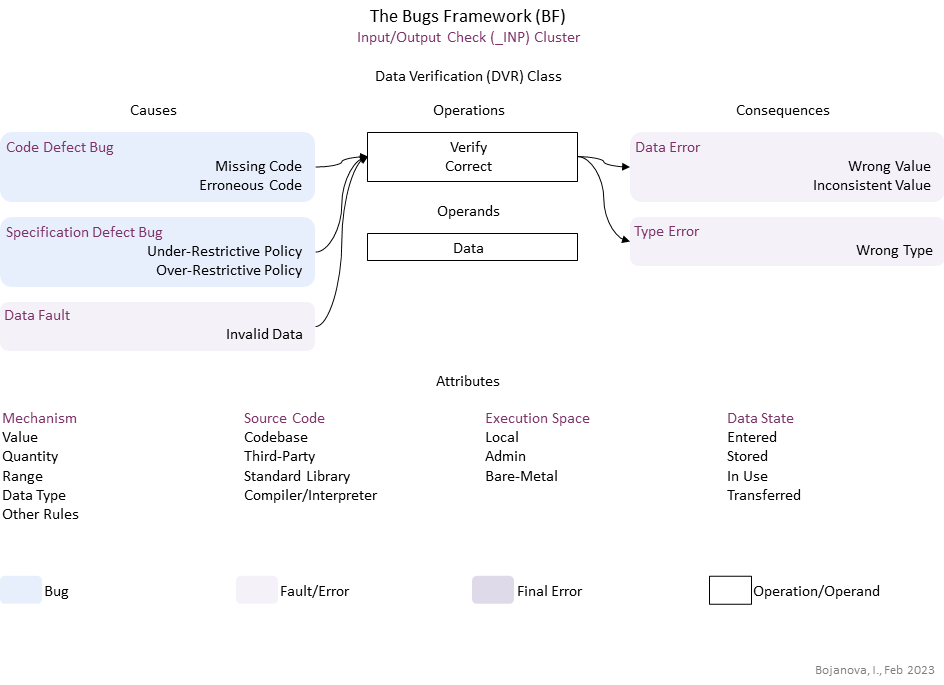 The Bugs Framework (BF)
Input/Output Check (_INP) Cluster
Data Verification (DVR) Class
Causes
Operations
Consequences
Code Defect Bug
Missing Code
Erroneous Code
Specification Defect Bug
Under-Restrictive Policy
Over-Restrictive Policy
Data Fault
Invalid Data
Verify
Correct
Operands
Data
Data Error
Wrong Value
Inconsistent Value
Type Error
Wrong Type
Attributes
Mechanism
Value
Quantity
Range
Data Type
Other Rules
Source Code
Codebase
Third-Party
Standard Library
Compiler/Interpreter
Execution Space
Local
Admin
Bare-Metal
Data State
Entered
Stored
In Use
Transferred
Bug
Fault/Error
Final Error
Operation/Operand
Bojanova, I., Feb 2023